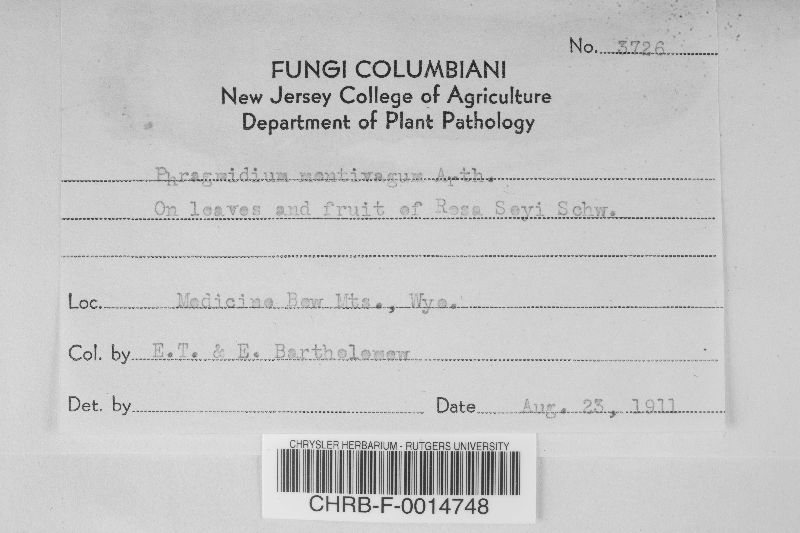 No. 3726
FUNGI COLUMBIANI
New Jersey College of Agriculture
Department of Plant Pathology
Phragmidium montivagum Arth.
On leaves and fruit of Rosa Sayi Schw.
Loc. Medicine Bow Mts., Wyo.
Col. by E.T. & E. Bartholomew
Det. by
Date Aug. 23, 1911
CHRYSLER HERBARIUM - RUTGERS UNIVERSITY
CHRB-F-0014748